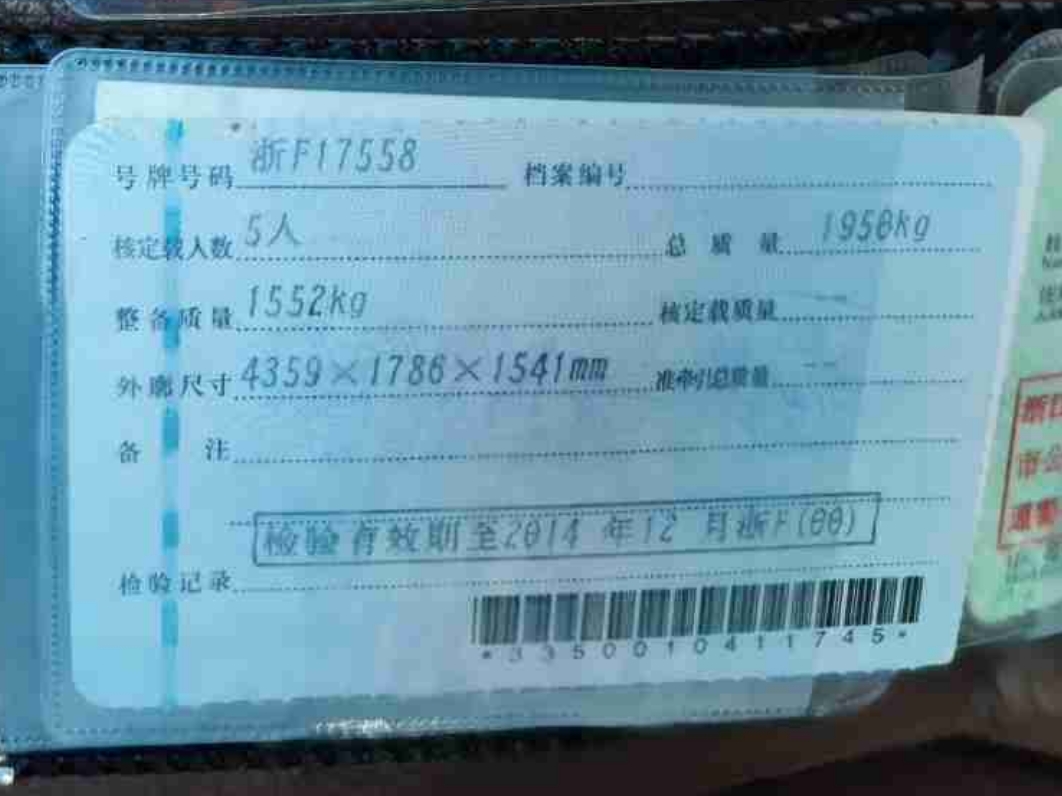 号牌号码 浙F17558 档案编号
核定载人数 5人 总质量 1958kg
整备质量 1552kg 核定载质量 --
外廓尺寸 4359×1786×1541mm 准牵引总质量 --
备注
检验有效期至2014年12月浙F(00)
检验记录
*3350010411745*